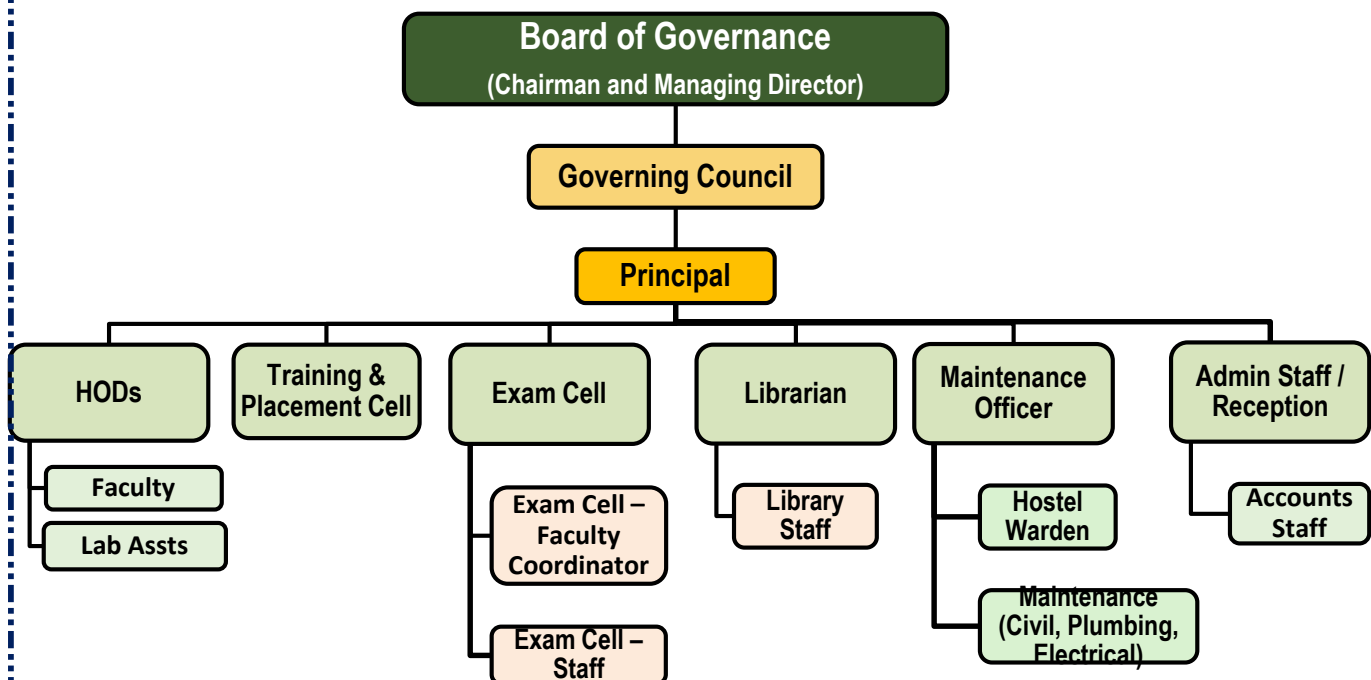 Board of Governance
(Chairman and Managing Director)
Governing Council
Principal
HODs
Training &
Placement Cell
Exam Cell
Librarian
Maintenance
Officer
Admin Staff /
Reception
Faculty
Lab Assts
Exam Cell –
Faculty
Coordinator
Exam Cell –
Staff
Library
Staff
Hostel
Warden
Maintenance
(Civil, Plumbing,
Electrical)
Accounts
Staff